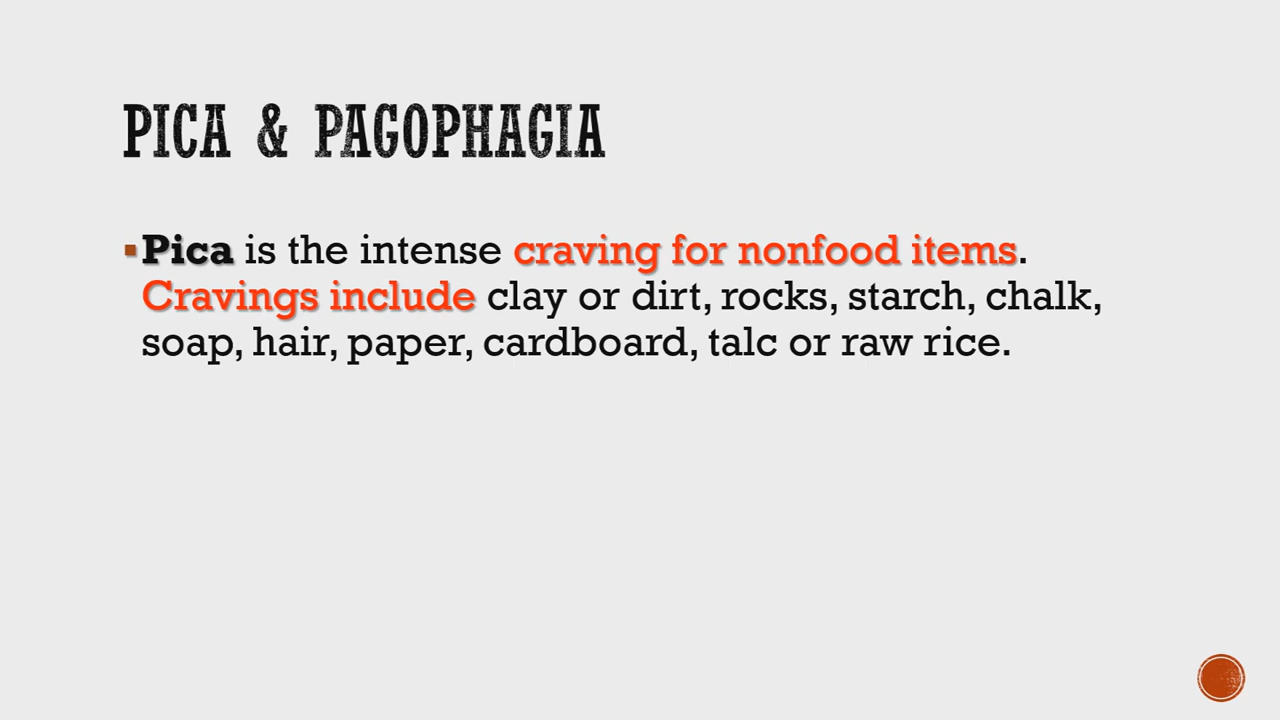 PICA & PAGOPHAGIA
▪Pica is the intense craving for nonfood items.
Cravings include clay or dirt, rocks, starch, chalk,
soap, hair, paper, cardboard, talc or raw rice.